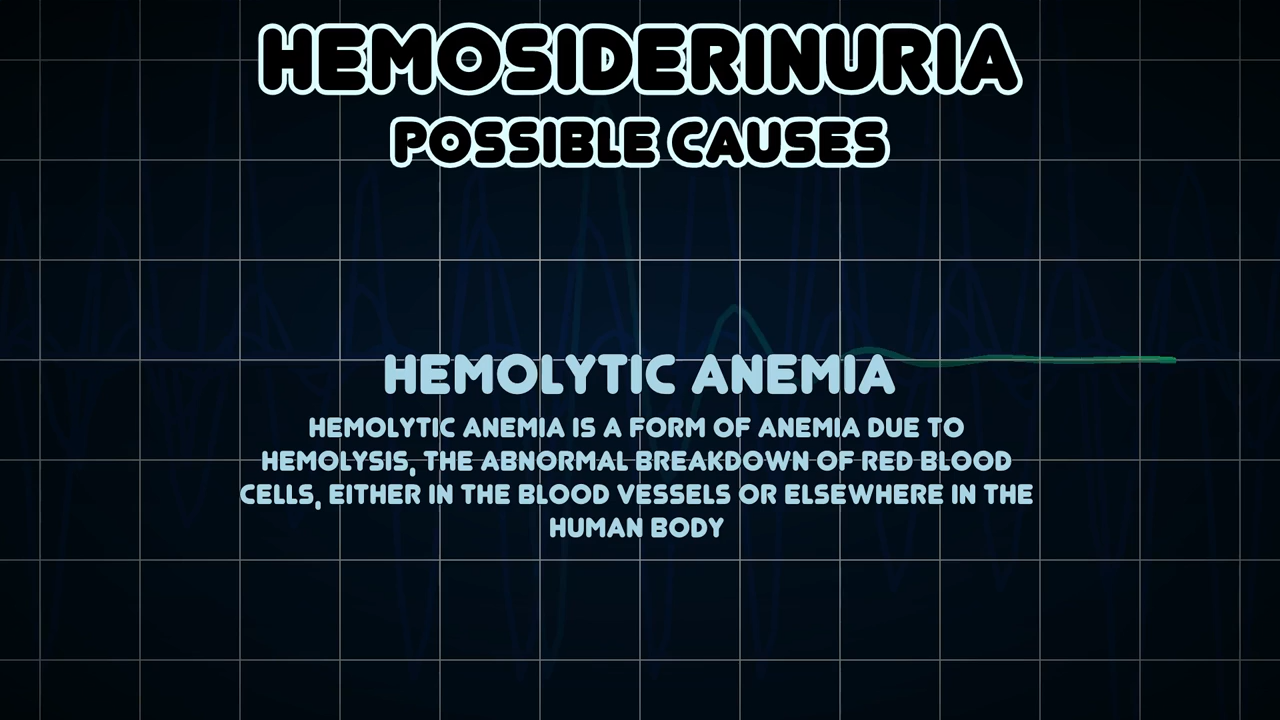 HEMOSIDERINURIA
POSSIBLE CAUSES
HEMOLYTIC ANEMIA
HEMOLYTIC ANEMIA IS A FORM OF ANEMIA DUE TO
HEMOLYSIS, THE ABNORMAL BREAKDOWN OF RED BLOOD
CELLS, EITHER IN THE BLOOD VESSELS OR ELSEWHERE IN THE
HUMAN BODY